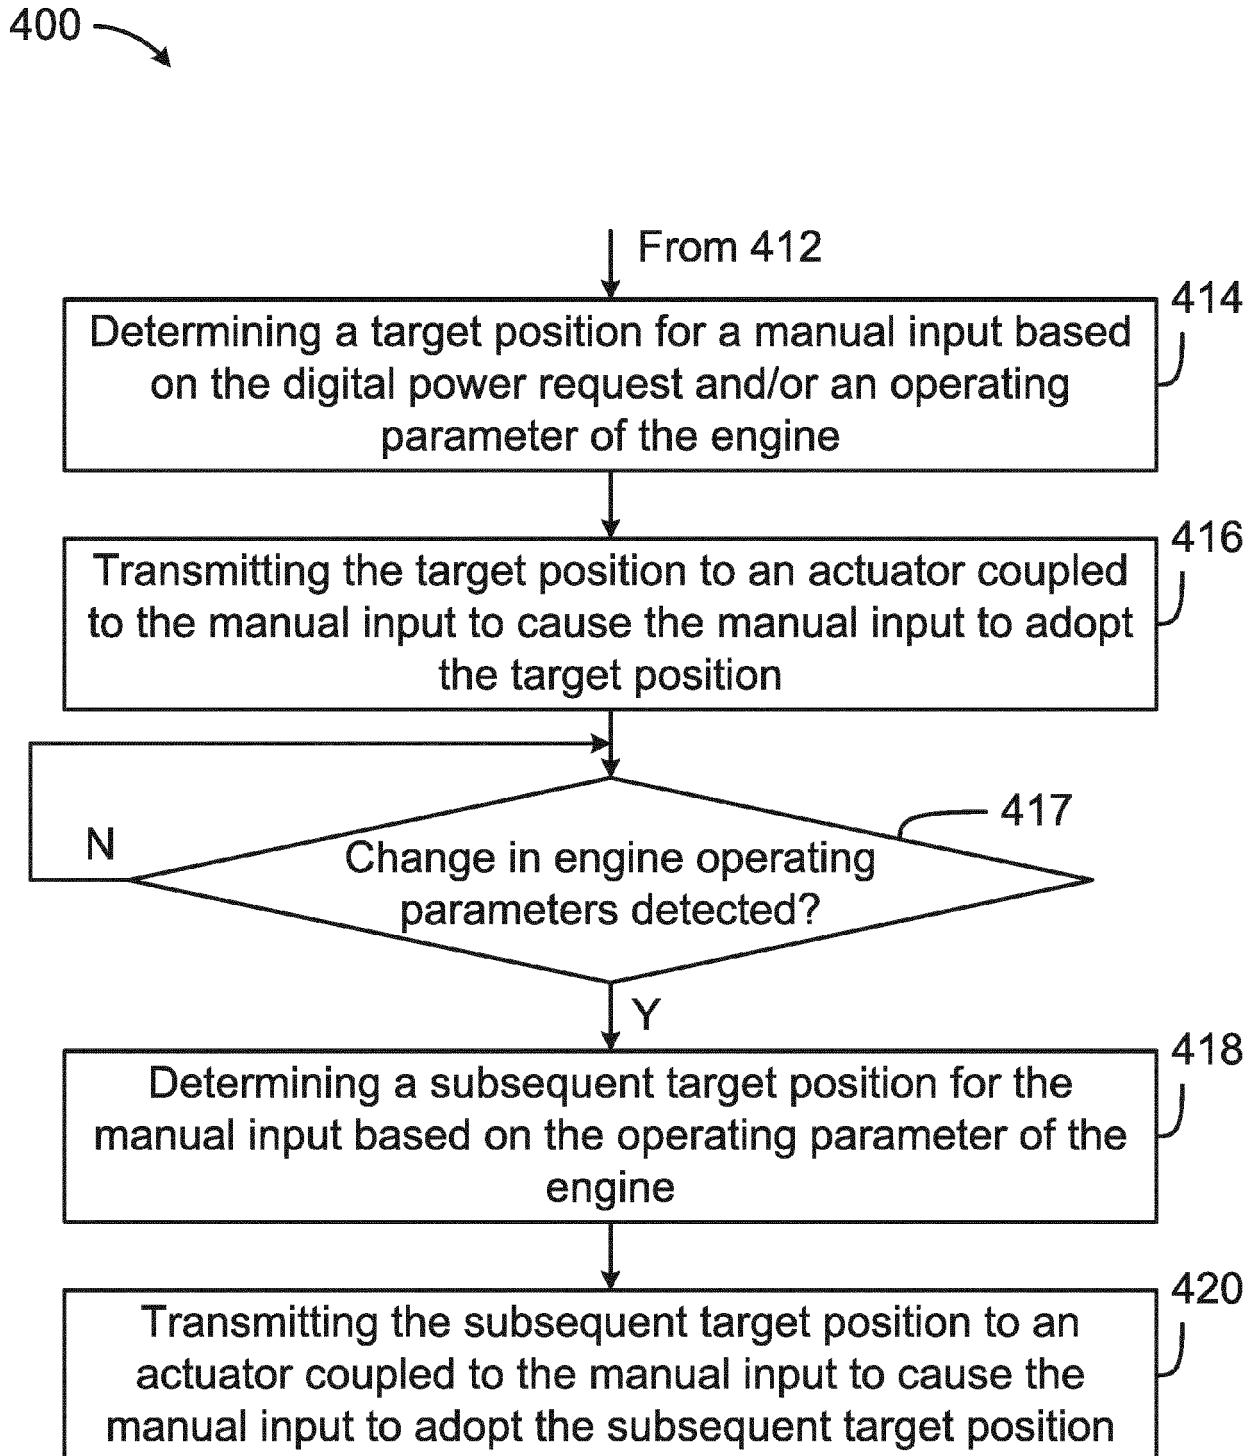 400
From 412
414
Determining a target position for a manual input based
on the digital power request and/or an operating
parameter of the engine
416
Transmitting the target position to an actuator coupled
to the manual input to cause the manual input to adopt
the target position
417
N
Change in engine operating
parameters detected?
Y
418
Determining a subsequent target position for the
manual input based on the operating parameter of the
engine
420
Transmitting the subsequent target position to an
actuator coupled to the manual input to cause the
manual input to adopt the subsequent target position